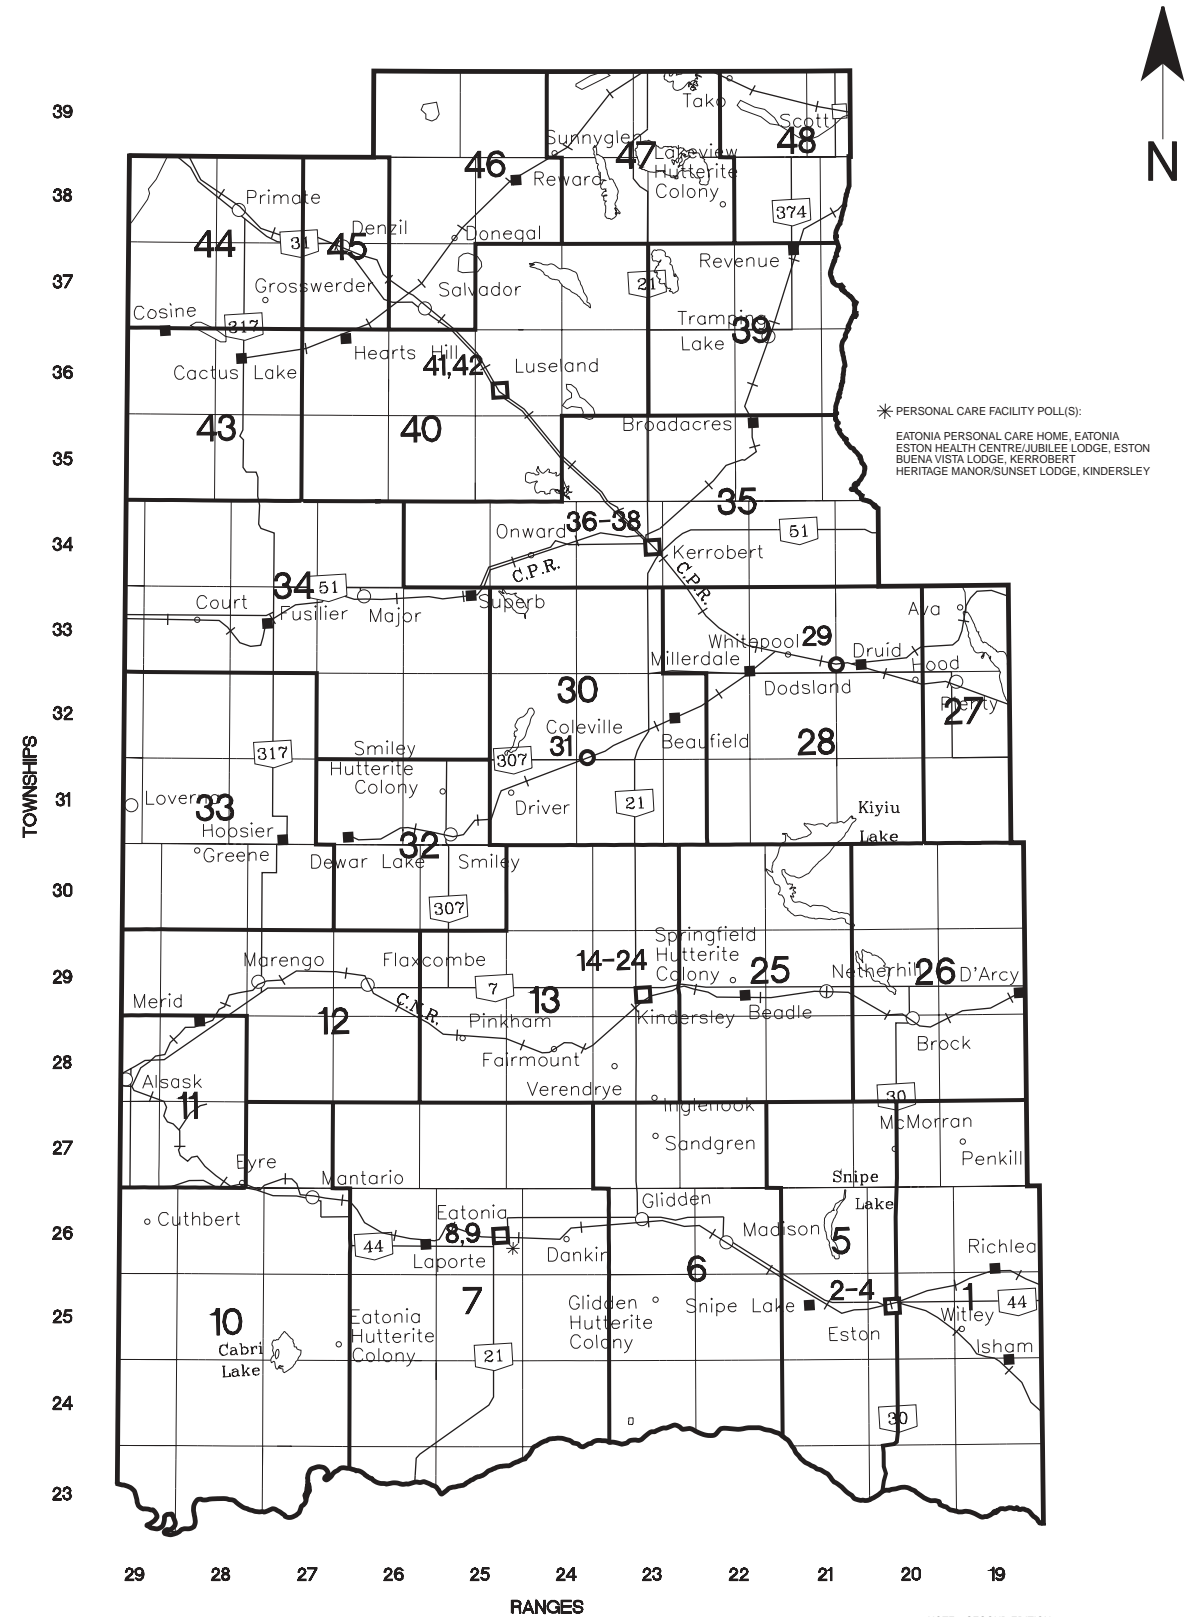 N
39
Tako
Scott
48
Sunnyglen
46
47
Lakeview
Hutterite
Colony
Reward
38
Primate
374
Denzil
Donegal
44
31
45
Revenue
37
Grosswerder
Salvador
21
Cosine
317
Tramping
Lake
39
Hearts Hill
41,42
Luseland
36
Cactus Lake
PERSONAL CARE FACILITY POLL(S):
EATONIA PERSONAL CARE HOME, EATONIA
ESTON HEALTH CENTRE/JUBILEE LODGE, ESTON
BUENA VISTA LODGE, KERROBERT
HERITAGE MANOR/SUNSET LODGE, KINDERSLEY
43
40
Broadacres
35
35
36-38
Onward
51
34
Kerrobert
C.P.R.
C.P.R.
34
51
Court
Fusilier
Major
Superb
Ava
33
Whitepool
29
Druid
Hood
Millerdale
Dodsland
30
Plenty
27
32
Coleville
31
Beaufield
28
TOWNSHIPS
317
Smiley
Hutterite
Colony
307
31
Loverna
33
Driver
21
Kiyiu
Lake
Hoosier
Greene
Dewar Lake
32
Smiley
30
307
Springfield
Hutterite
Colony
14-24
25
Netherhill
26
D'Arcy
29
Marengo
Flaxcombe
7
13
Merid
C.N.R.
12
Pinkham
Kindersley
Beadle
Brock
28
Fairmount
Verendrye
Alsask
11
30
Inglenook
McMorran
27
Sandgren
Penkill
Eyre
Mantario
Snipe
Lake
Cuthbert
Glidden
26
Eatonia
8,9
Madison
5
44
Laporte
Dankin
Richlea
6
2-4
1
25
7
Glidden
Hutterite
Colony
Snipe Lake
44
Witley
10
Eatonia
Hutterite
Colony
Eston
Cabri
Lake
21
Isham
24
30
23
29 28 27 26 25 24 23 22 21 20 19
RANGES